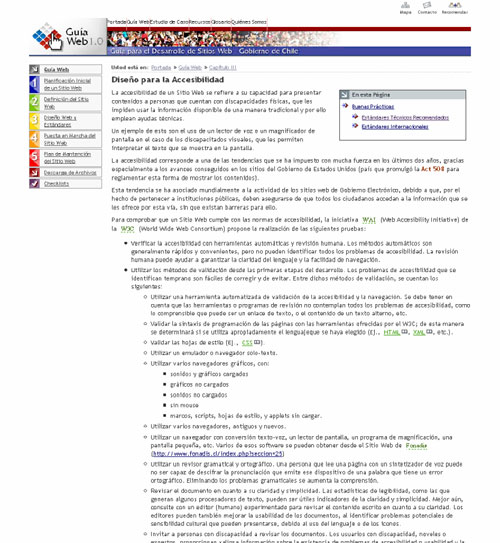 Mapa Contacto Recomendar
Portada Guía Web Estudio de Caso Recursos Glosario Quiénes Somos
Guía
Web 1.0
Guía para el Desarrollo de Sitios Web - Gobierno de Chile
Guía Web
1 Planificación Inicial
de un Sitio Web
2 Definición del Sitio
Web
3 Diseño Web y
Estándares
4 Puesta en Marcha del
Sitio Web
5 Plan de Mantención
del Sitio Web
Descarga de Archivos
Checklists
Usted está en: Portada » Guía Web » Capítulo III
Diseño para la Accesibilidad
La accesibilidad de un Sitio Web se refiere a su capacidad para presentar
contenidos a personas que cuentan con discapacidades físicas, que les
impiden usar la información disponible de una manera tradicional y por ello
emplean ayudas técnicas.
Un ejemplo de esto son el uso de un lector de voz o un magnificador de
pantalla en el caso de los discapacitados visuales, que les permiten
interpretar el texto que se muestra en la pantalla.
En esta Página
Buenas Prácticas
Estándares Técnicos Recomendados
Estándares Internacionales
La accesibilidad corresponde a una de las tendencias que se ha impuesto con mucha fuerza en los últimos dos años, gracias
especialmente a los avances conseguidos en los sitios del Gobierno de Estados Unidos (país que promulgó la Act 508 para
reglamentar esta forma de mostrar los contenidos).
Esta tendencia se ha asociado mundialmente a la actividad de los sitios web de Gobierno Electrónico, debido a que, por el
hecho de pertenecer a instituciones públicas, deben asegurarse de que todos los ciudadanos accedan a la información que se
les ofrece por esta vía, sin que existan barreras para ello.
Para comprobar que un Sitio Web cumple con las normas de accesibilidad, la iniciativa WAI (Web Accesibility Initiative) de
la W3C (World Wide Web Consortium) propone la realización de las siguientes pruebas:
Verificar la accesibilidad con herramientas automáticas y revisión humana. Los métodos automáticos son
generalmente rápidos y convenientes, pero no pueden identificar todos los problemas de accesibilidad. La revisión
humana puede ayudar a garantizar la claridad del lenguaje y la facilidad de navegación.
Utilizar los métodos de validación desde las primeras etapas del desarrollo. Los problemas de accesibilidad que se
identifican temprano son fáciles de corregir y de evitar. Entre dichos métodos de validación, se cuentan los
siguientes:
Utilizar una herramienta automatizada de validación de la accesibilidad y la navegación. Se debe tener en
cuenta que las herramientas o programas de revisión no contemplan todos los problemas de accesibilidad, como
lo comprensible que puede ser un enlace de texto, o el contenido de un texto alterno, etc.
Validar la sintaxis de programación de las páginas con las herramientas ofrecidas por el W3C; de esta manera
se determinará si se utiliza apropiadamente el lenguaje que se haya elegido (Ej., HTML, XML, etc.).
Validar las hojas de estilo (Ej., CSS).
Utilizar un emulador o navegador solo-texto.
Utilizar varios navegadores gráficos, con:
sonidos y gráficos cargados
gráficos no cargados
sonidos no cargados
sin mouse
marcos, scripts, hojas de estilo, y applets sin cargar.
Utilizar varios navegadores, antiguos y nuevos.
Utilizar un navegador con conversión texto-voz, un lector de pantalla, un programa de magnificación, una
pantalla pequeña, etc. Varios de esos software se pueden obtener desde el Sitio Web de Fonadis
(http://www.fonadis.cl/index.php?seccion=25)
Utilizar un revisor gramatical y ortográfico. Una persona que lee una página con un sintetizador de voz puede
no ser capaz de descifrar la pronunciación que emite ese dispositivo de una palabra que tiene un error
ortográfico. Eliminando los problemas gramaticales se aumenta la comprensión.
Revisar el documento en cuanto a su claridad y simplicidad. Las estadísticas de legibilidad, como las que
generan algunos procesadores de texto, pueden ser útiles indicadores de la claridad y simplicidad. Mejor aún,
consulte con un editor (humano) experimentado para revisar el contenido escrito en cuanto a su claridad. Los
editores pueden también mejorar la usabilidad de los documentos, al identificar problemas potenciales de
sensibilidad cultural que pueden presentarse, debido al uso del lenguaje o de los íconos.
Invitar a personas con discapacidad a revisar los documentos. Los usuarios con discapacidad, noveles o